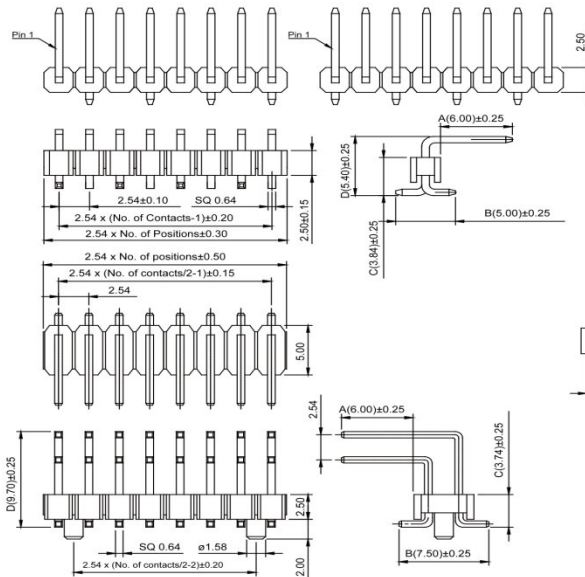 Pin 1
Pin 1
2.50
A(6.00)±0.25
D(5.40)±0.25
2.54±0.10
SQ 0.64
2.50±0.15
2.54 x (No. of Contacts-1)±0.20
2.54 x No. of Positions±0.30
B(5.00)±0.25
C(3.84)±0.25
2.54 x No. of positions±0.50
2.54 x (No. of contacts/2-1)±0.15
2.54
5.00
A(6.00)±0.25
2.54
D(9.70)±0.25
C(3.74)±0.25
2.50
SQ 0.64
ø1.58
B(7.50)±0.25
2.54 x (No. of contacts/2-2)±0.20
2.00